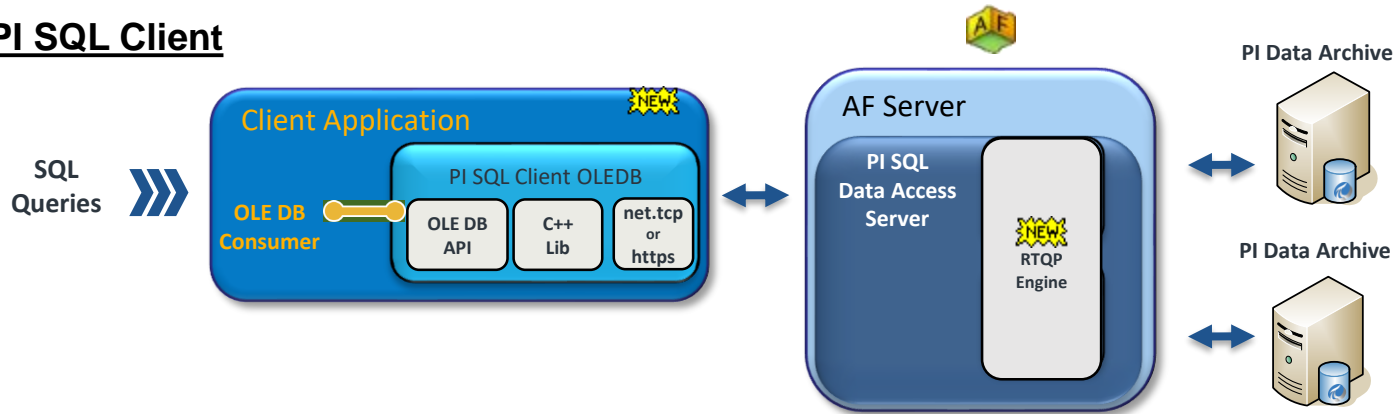 PI SQL Client
SQL
Queries
Client Application
NEW
PI SQL Client OLEDB
OLE DB
Consumer
OLE DB
API
C++
Lib
net.tcp
or
https
AF
AF Server
PI SQL
Data Access
Server
NEW
RTQP
Engine
PI Data Archive
PI Data Archive